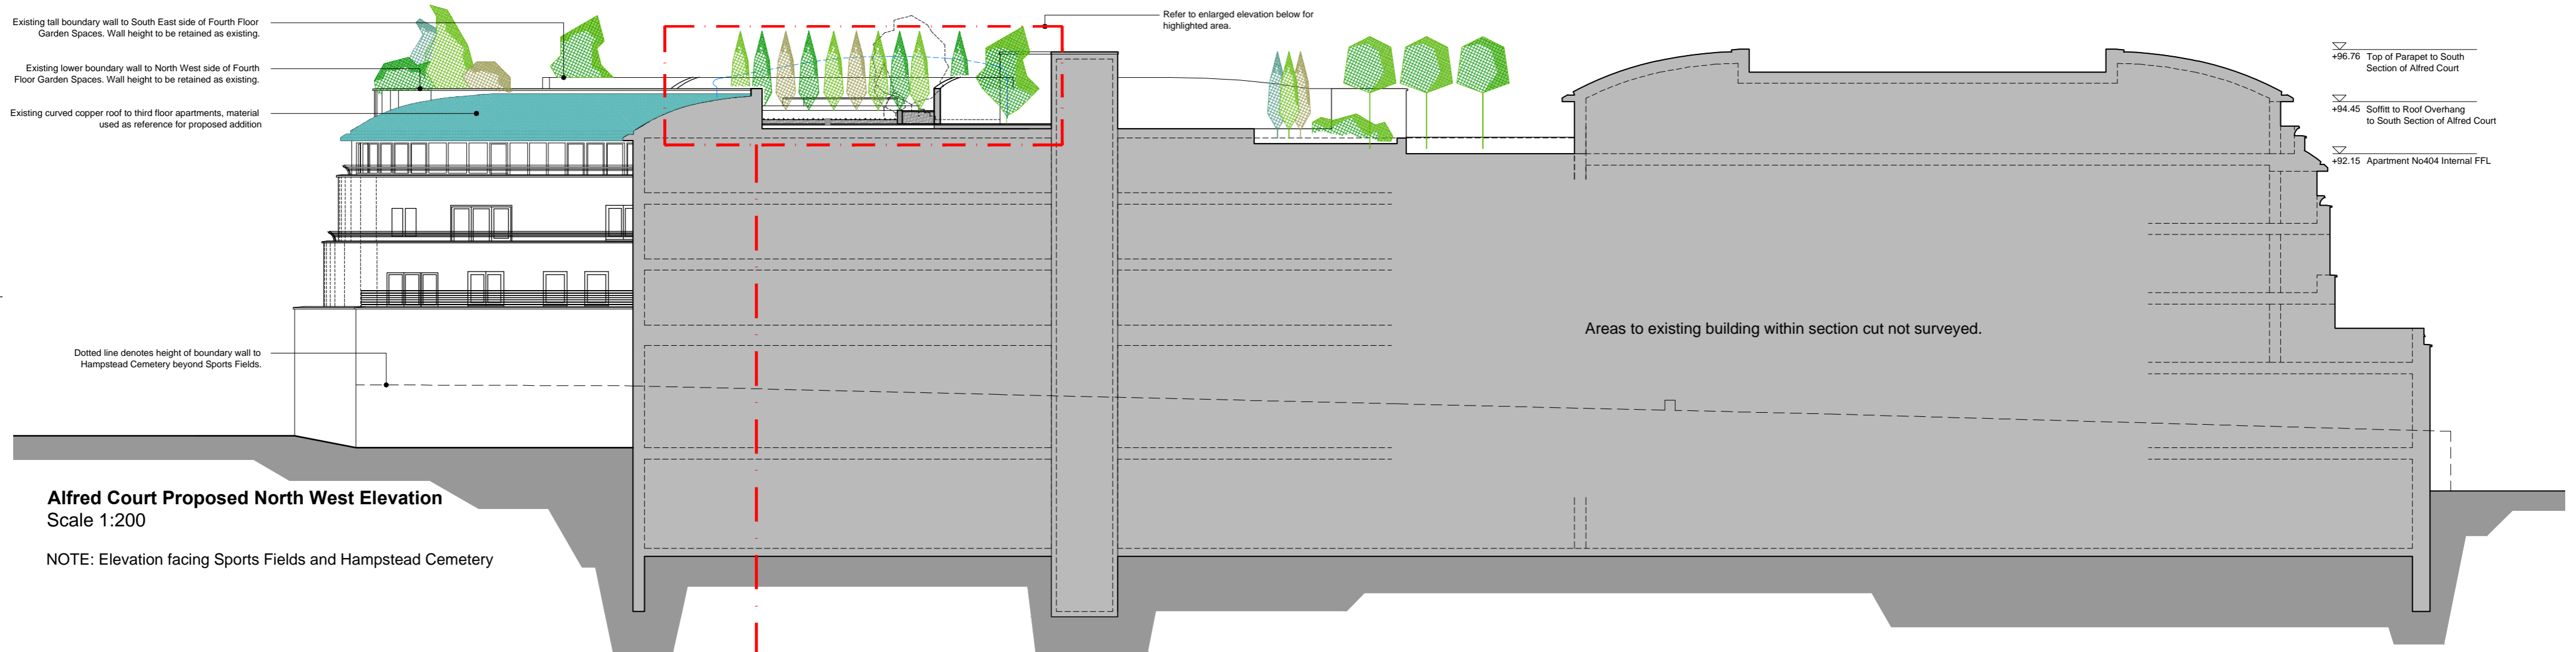 Existing tall boundary wall to South East side of Fourth Floor
Garden Spaces. Wall height to be retained as existing.
Existing lower boundary wall to North West side of Fourth
Floor Garden Spaces. Wall height to be retained as existing.
Existing curved copper roof to third floor apartments, material
used as reference for proposed addition
Dotted line denotes height of boundary wall to
Hampstead Cemetery beyond Sports Fields.
Refer to enlarged elevation below for
highlighted area.
+96.76 Top of Parapet to South
Section of Alfred Court
+94.45 Soffitt to Roof Overhang
to South Section of Alfred Court
+92.15 Apartment No404 Internal FFL
Areas to existing building within section cut not surveyed.
Alfred Court Proposed North West Elevation
Scale 1:200
NOTE: Elevation facing Sports Fields and Hampstead Cemetery